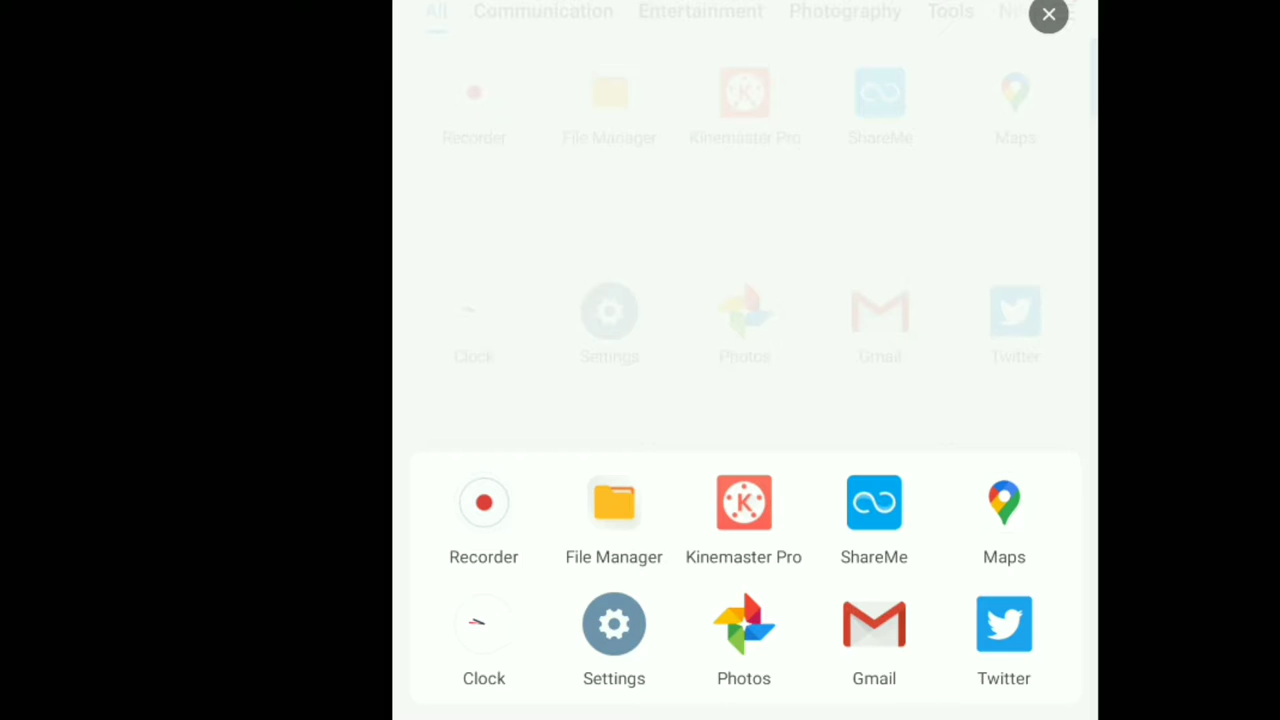 All Communication Entertainment Photography Tools
Recorder File Manager Kinemaster Pro ShareMe Maps
Clock Settings Photos Gmail Twitter
Recorder File Manager Kinemaster Pro ShareMe Maps
Clock Settings Photos Gmail Twitter